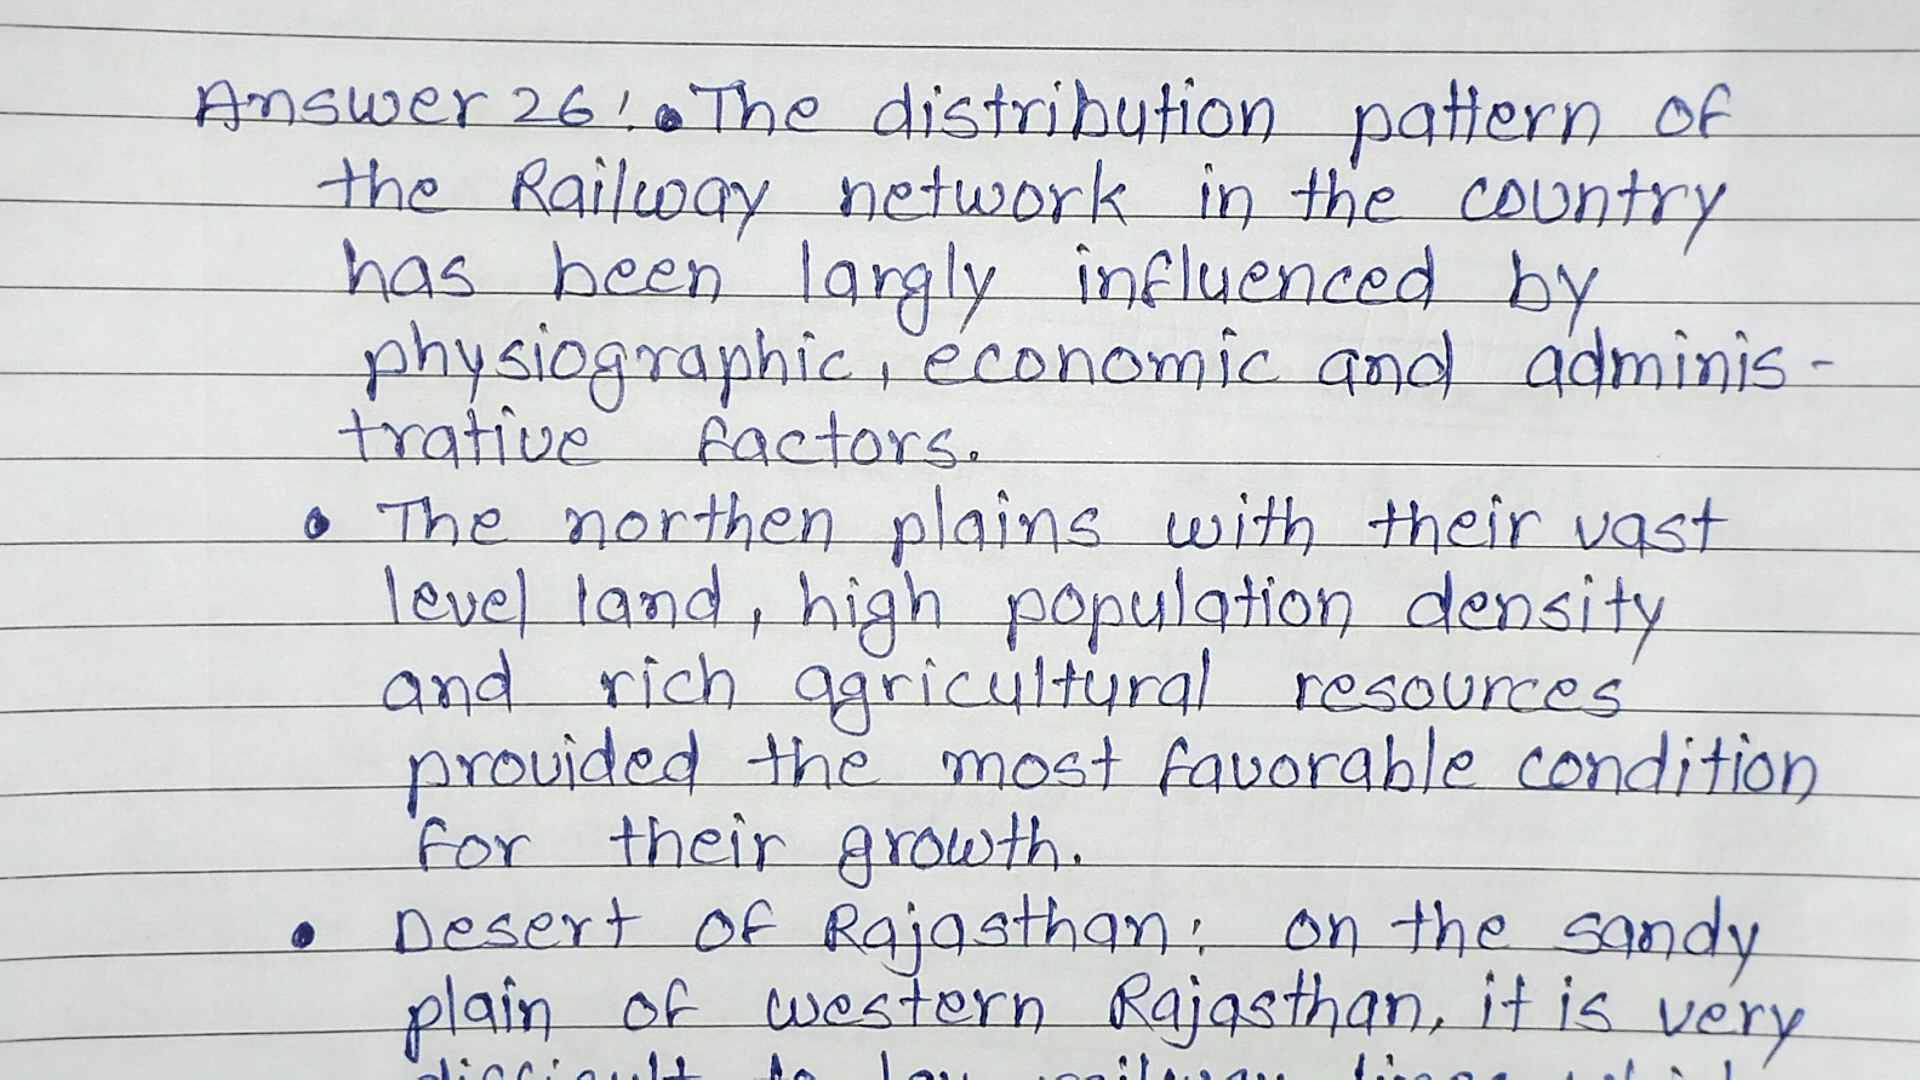 Answer 26: • The distribution pattern of
the Railway network in the country
has been largly influenced by
physiographic, economic and adminis-
trative factors.
• The northen plains with their vast
level land, high population density
and rich agricultural resources
provided the most favorable condition
for their growth.
• Desert of Rajasthan: on the sandy
plain of western Rajasthan, it is very